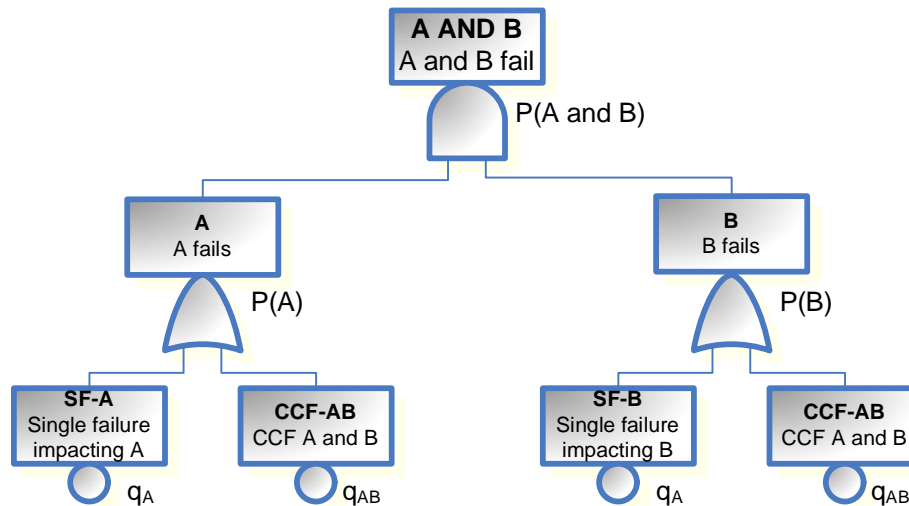 A AND B
A and B fail
P(A and B)
A
A fails
P(A)
B
B fails
P(B)
SF-A
Single failure
impacting A
qA
CCF-AB
CCF A and B
qAB
SF-B
Single failure
impacting B
qA
CCF-AB
CCF A and B
qAB